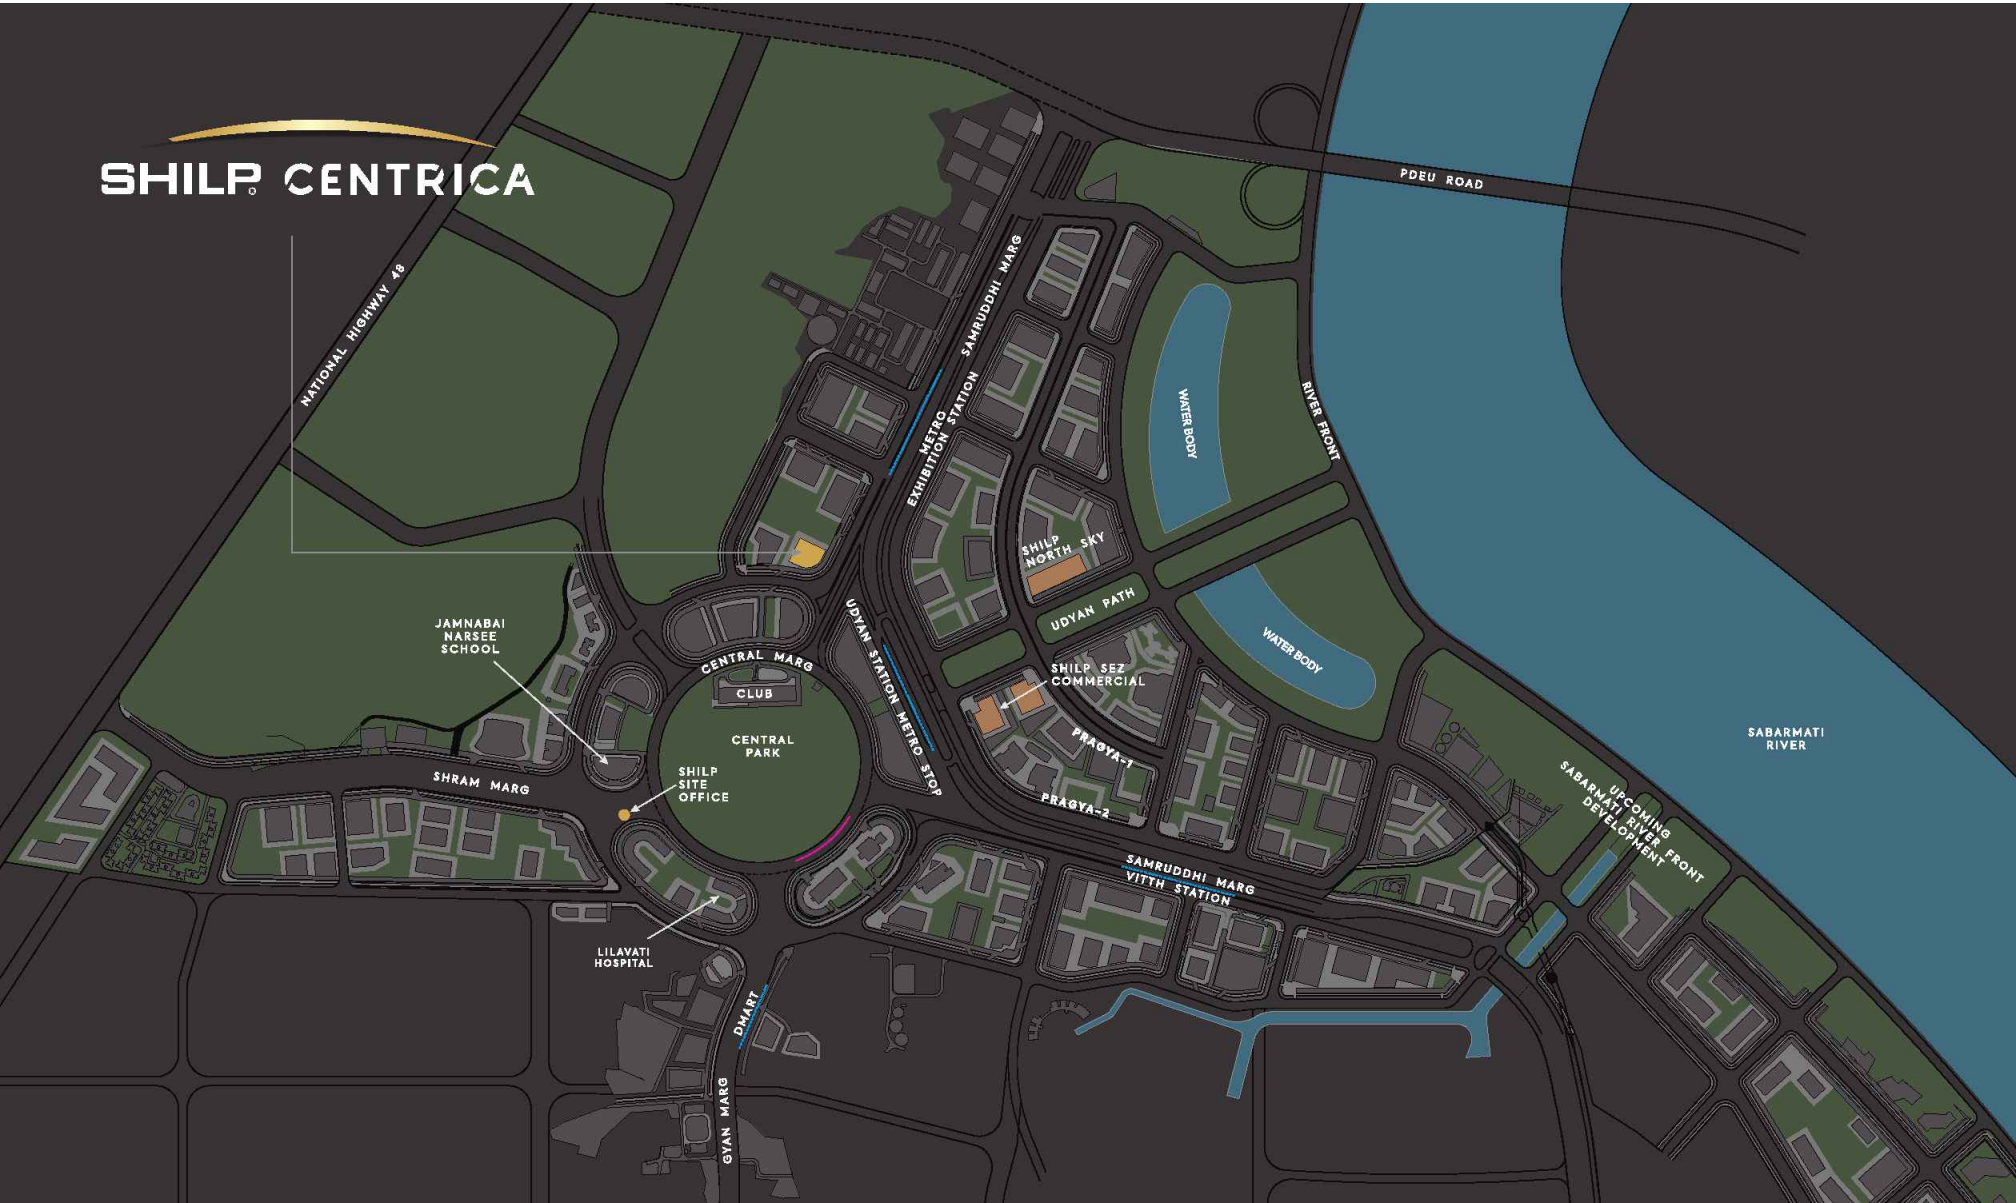 SHILP CENTRICA
PDEU ROAD
NATIONAL HIGHWAY 48
SAMRUDDHI MARG
METRO
EXHIBITION STATION
WATER BODY
RIVER FRONT
SHILP
NORTH SKY
UDYAN PATH
UDYAN STATION METRO STOP
JAMNABAI
NARSEE
SCHOOL
CENTRAL MARG
CLUB
WATER BODY
SHILP SEZ
COMMERCIAL
CENTRAL
PARK
PRAGYA-1
SABARMATI
RIVER
SHRAM MARG
SHILP
SITE
OFFICE
PRAGYA-2
UPCOMING
SABARMATI RIVER FRONT
DEVELOPMENT
SAMRUDDHI MARG
VITTH STATION
LILAVATI
HOSPITAL
DMART
GYAN MARG